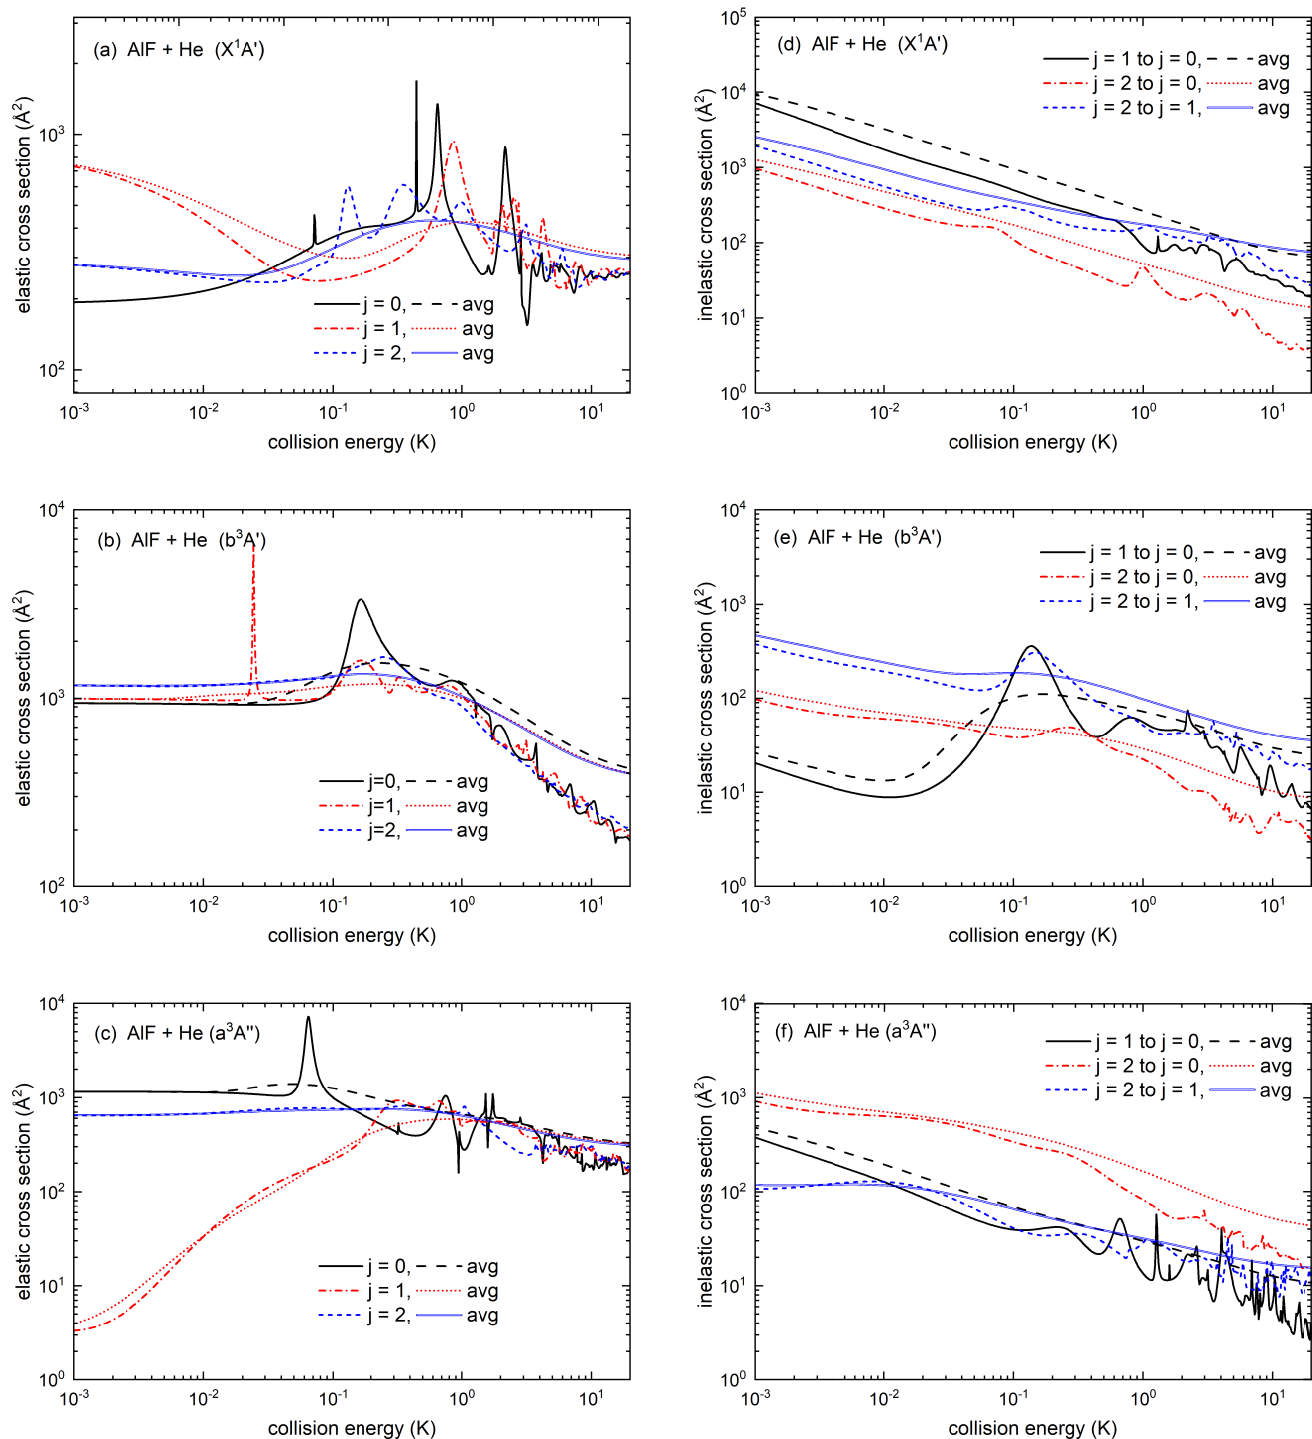 (a) AlF + He (X¹A')
elastic cross section (Å²)
10³
10²
j = 0, avg
j = 1, avg
j = 2, avg
10⁻³ 10⁻² 10⁻¹ 10⁰ 10¹
collision energy (K)
(d) AlF + He (X¹A')
inelastic cross section (Å²)
10⁵
10⁴
10³
10²
10¹
10⁰
j = 1 to j = 0, avg
j = 2 to j = 0, avg
j = 2 to j = 1, avg
10⁻³ 10⁻² 10⁻¹ 10⁰ 10¹
collision energy (K)
(b) AlF + He (b³A')
elastic cross section (Å²)
10⁴
10³
10²
j=0, avg
j=1, avg
j=2, avg
10⁻³ 10⁻² 10⁻¹ 10⁰ 10¹
collision energy (K)
(e) AlF + He (b³A')
inelastic cross section (Å²)
10⁴
10³
10²
10¹
10⁰
j = 1 to j = 0, avg
j = 2 to j = 0, avg
j = 2 to j = 1, avg
10⁻³ 10⁻² 10⁻¹ 10⁰ 10¹
collision energy (K)
(c) AlF + He (a³A'')
elastic cross section (Å²)
10⁴
10³
10²
10¹
10⁰
j = 0, avg
j = 1, avg
j = 2, avg
10⁻³ 10⁻² 10⁻¹ 10⁰ 10¹
collision energy (K)
(f) AlF + He (a³A'')
inelastic cross section (Å²)
10⁴
10³
10²
10¹
10⁰
j = 1 to j = 0, avg
j = 2 to j = 0, avg
j = 2 to j = 1, avg
10⁻³ 10⁻² 10⁻¹ 10⁰ 10¹
collision energy (K)